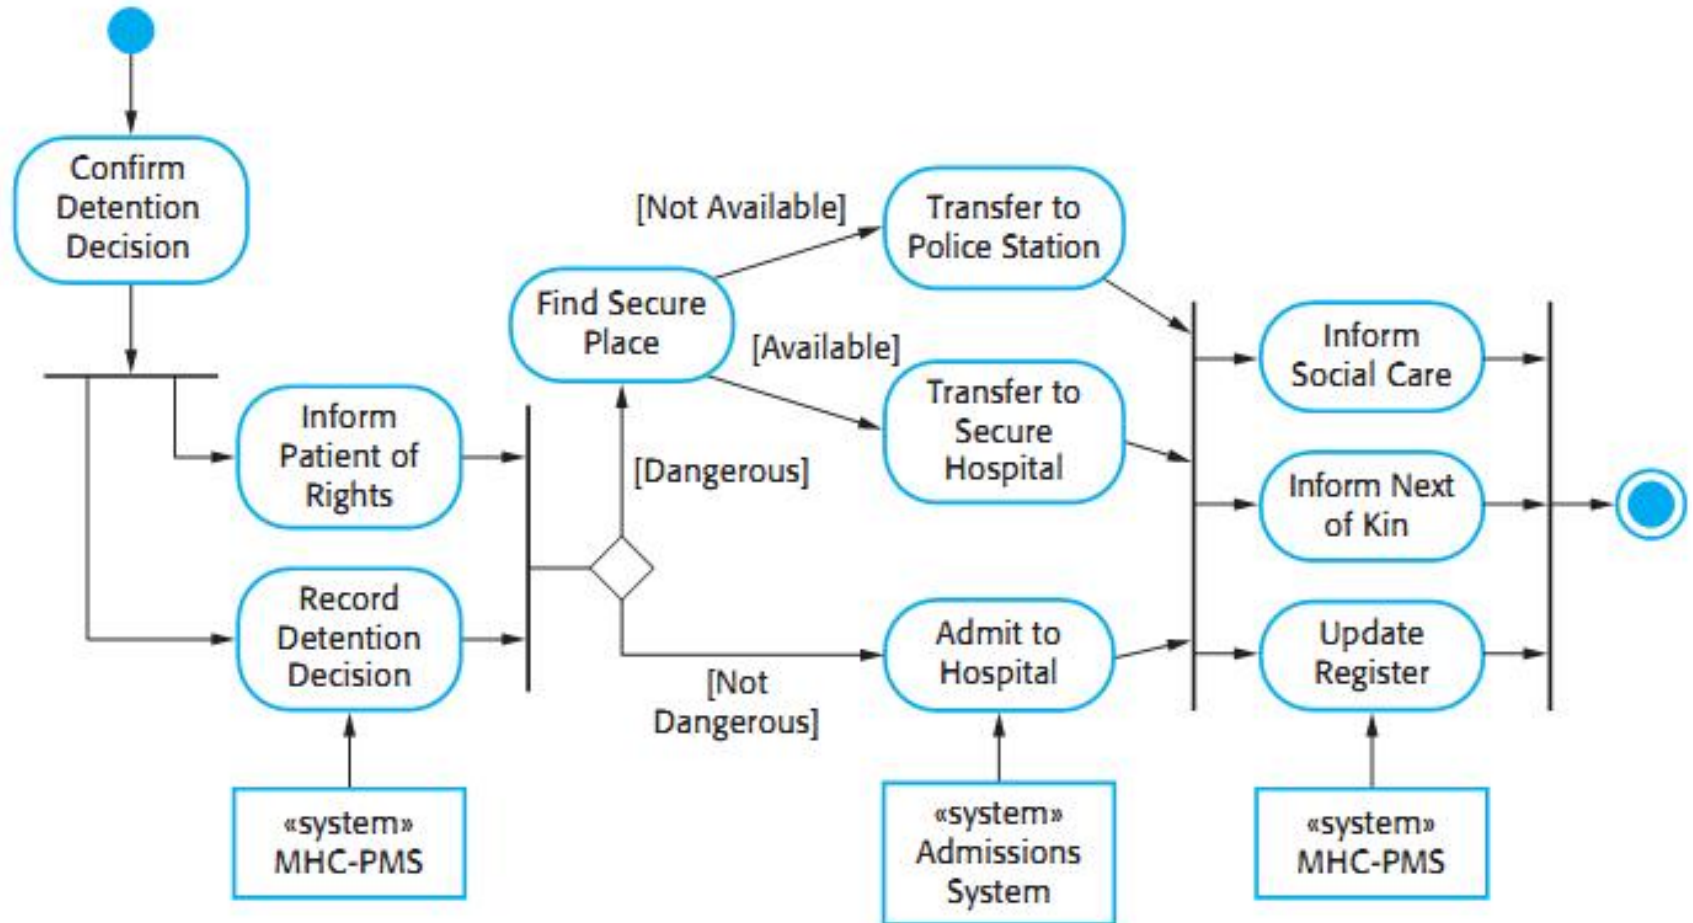 Confirm
Detention
Decision
Inform
Patient of
Rights
Record
Detention
Decision
«system»
MHC-PMS
Find Secure
Place
[Not Available]
[Available]
[Dangerous]
[Not
Dangerous]
Transfer to
Police Station
Transfer to
Secure
Hospital
Admit to
Hospital
«system»
Admissions
System
Inform
Social Care
Inform Next
of Kin
Update
Register
«system»
MHC-PMS